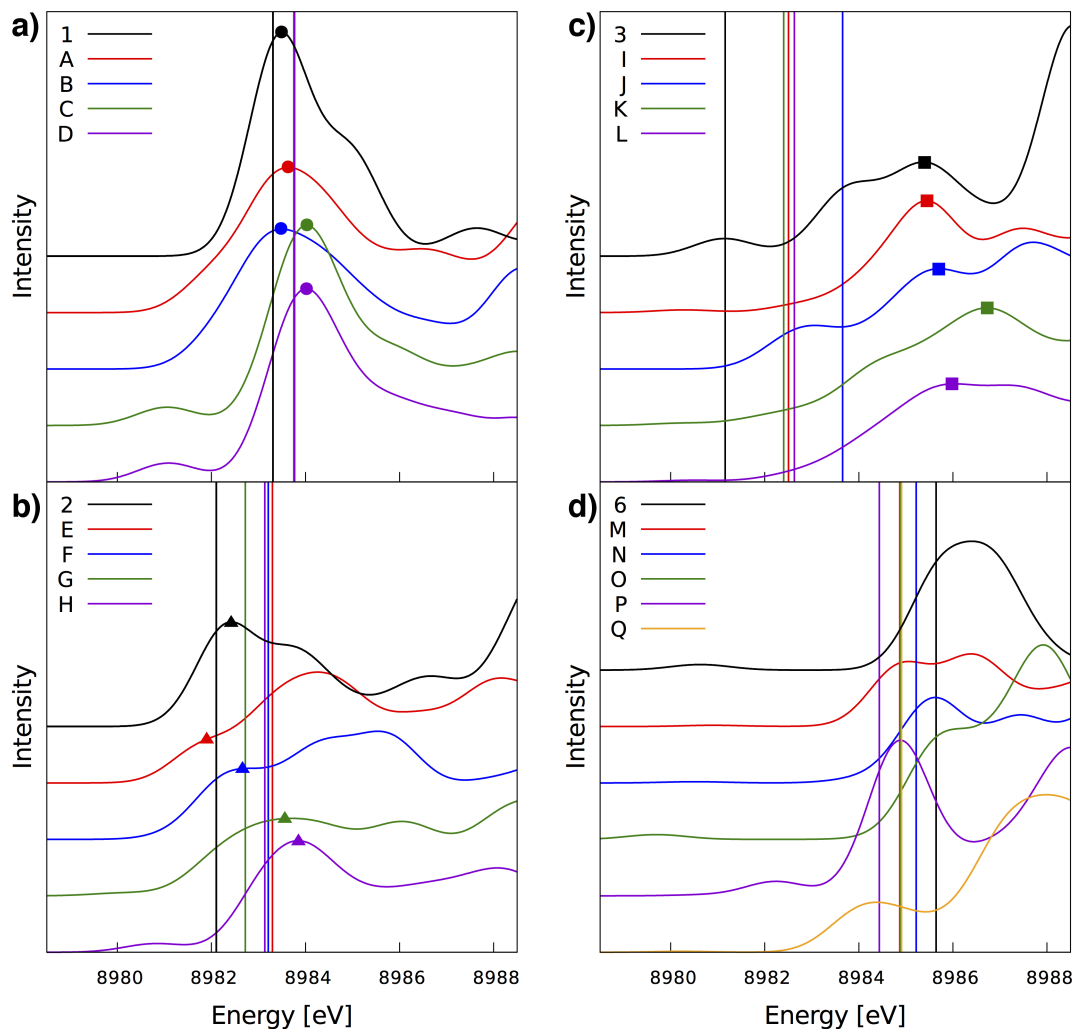 a)
1
A
B
C
D
Intensity
c)
3
I
J
K
L
Intensity
b)
2
E
F
G
H
Intensity
8980 8982 8984 8986 8988
Energy [eV]
d)
6
M
N
O
P
Q
Intensity
8980 8982 8984 8986 8988
Energy [eV]